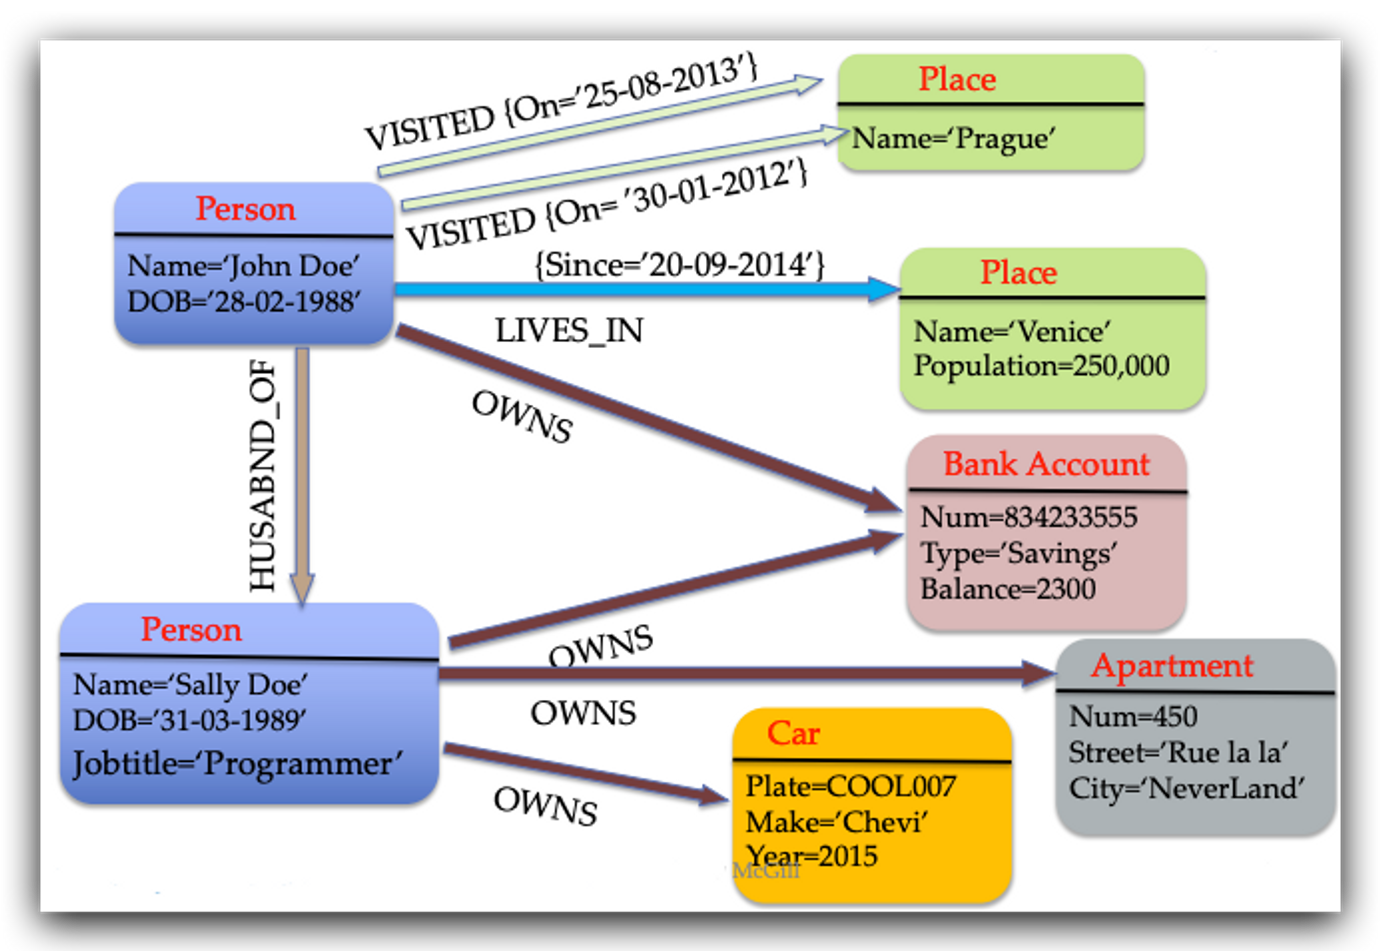 VISITED {On=’25-08-2013’}
Place
Name=‘Prague’
VISITED {On= ’30-01-2012’}
Person
Name=‘John Doe’
DOB=’28-02-1988’
{Since=’20-09-2014’}
LIVES_IN
Place
Name=‘Venice’
Population=250,000
OWNS
HUSABND_OF
Bank Account
Num=834233555
Type=’Savings’
Balance=2300
OWNS
Person
Name=‘Sally Doe’
DOB=’31-03-1989’
Jobtitle=‘Programmer’
OWNS
Apartment
Num=450
Street=’Rue la la’
City=‘NeverLand’
OWNS
Car
Plate=COOL007
Make=‘Chevi’
Year=2015
McGill